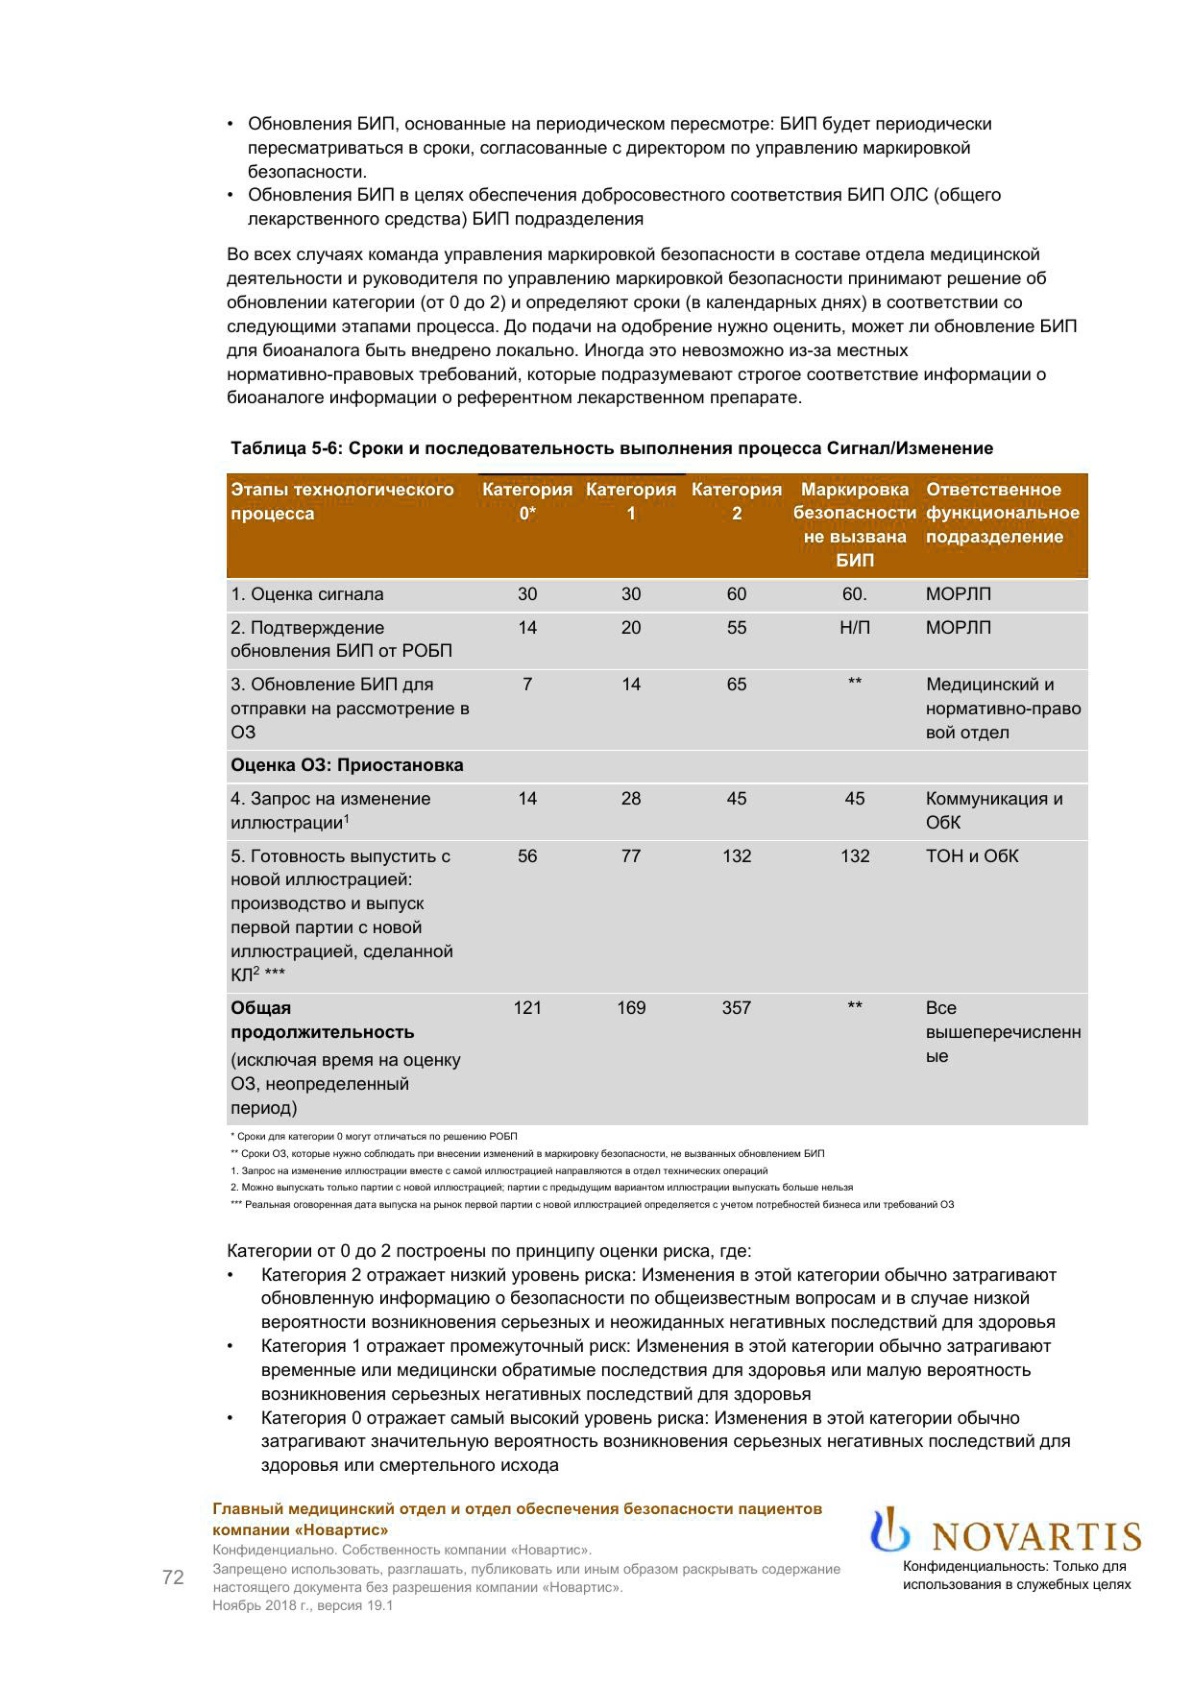 • Обновления БИП, основанные на периодическом пересмотре: БИП будет периодически
пересматриваться в сроки, согласованные с директором по управлению маркировкой
безопасности.
• Обновления БИП в целях обеспечения добросовестного соответствия БИП ОЛС (общего
лекарственного средства) БИП подразделения
Во всех случаях команда управления маркировкой безопасности в составе отдела медицинской
деятельности и руководителя по управлению маркировкой безопасности принимают решение об
обновлении категории (от 0 до 2) и определяют сроки (в календарных днях) в соответствии со
следующими этапами процесса. До подачи на одобрение нужно оценить, может ли обновление БИП
для биоаналога быть внедрено локально. Иногда это невозможно из-за местных
нормативно-правовых требований, которые подразумевают строгое соответствие информации о
биоаналоге информации о референтном лекарственном препарате.
Таблица 5-6: Сроки и последовательность выполнения процесса Сигнал/Изменение
Этапы технологического Категория Категория Категория Маркировка Ответственное
процесса 0* 1 2 безопасности функциональное
не вызвана подразделение
БИП
1. Оценка сигнала 30 30 60 60. МОРЛП
2. Подтверждение 14 20 55 Н/П МОРЛП
обновления БИП от РОБП
3. Обновление БИП для 7 14 65 ** Медицинский и
отправки на рассмотрение в нормативно-право
ОЗ вой отдел
Оценка ОЗ: Приостановка
4. Запрос на изменение 14 28 45 45 Коммуникация и
иллюстрации¹ ОбК
5. Готовность выпустить с 56 77 132 132 ТОН и ОбК
новой иллюстрацией:
производство и выпуск
первой партии с новой
иллюстрацией, сделанной
КЛ² ***
Общая 121 169 357 ** Все
продолжительность вышеперечисленн
(исключая время на оценку ые
ОЗ, неопределенный
период)
* Сроки для категории 0 могут отличаться по решению РОБП
** Сроки ОЗ, которые нужно соблюдать при внесении изменений в маркировку безопасности, не вызванных обновлением БИП
1. Запрос на изменение иллюстрации вместе с самой иллюстрацией направляются в отдел технических операций
2. Можно выпускать только партии с новой иллюстрацией; партии с предыдущим вариантом иллюстрации выпускать больше нельзя
*** Реальная оговоренная дата выпуска на рынок первой партии с новой иллюстрацией определяется с учетом потребностей бизнеса или требований ОЗ
Категории от 0 до 2 построены по принципу оценки риска, где:
• Категория 2 отражает низкий уровень риска: Изменения в этой категории обычно затрагивают
обновленную информацию о безопасности по общеизвестным вопросам и в случае низкой
вероятности возникновения серьезных и неожиданных негативных последствий для здоровья
• Категория 1 отражает промежуточный риск: Изменения в этой категории обычно затрагивают
временные или медицински обратимые последствия для здоровья или малую вероятность
возникновения серьезных негативных последствий для здоровья
• Категория 0 отражает самый высокий уровень риска: Изменения в этой категории обычно
затрагивают значительную вероятность возникновения серьезных негативных последствий для
здоровья или смертельного исхода
Главный медицинский отдел и отдел обеспечения безопасности пациентов
компании «Новартис»
Конфиденциально. Собственность компании «Новартис».
Запрещено использовать, разглашать, публиковать или иным образом раскрывать содержание
настоящего документа без разрешения компании «Новартис».
Ноябрь 2018 г., версия 19.1
72
NOVARTIS
Конфиденциальность: Только для
использования в служебных целях